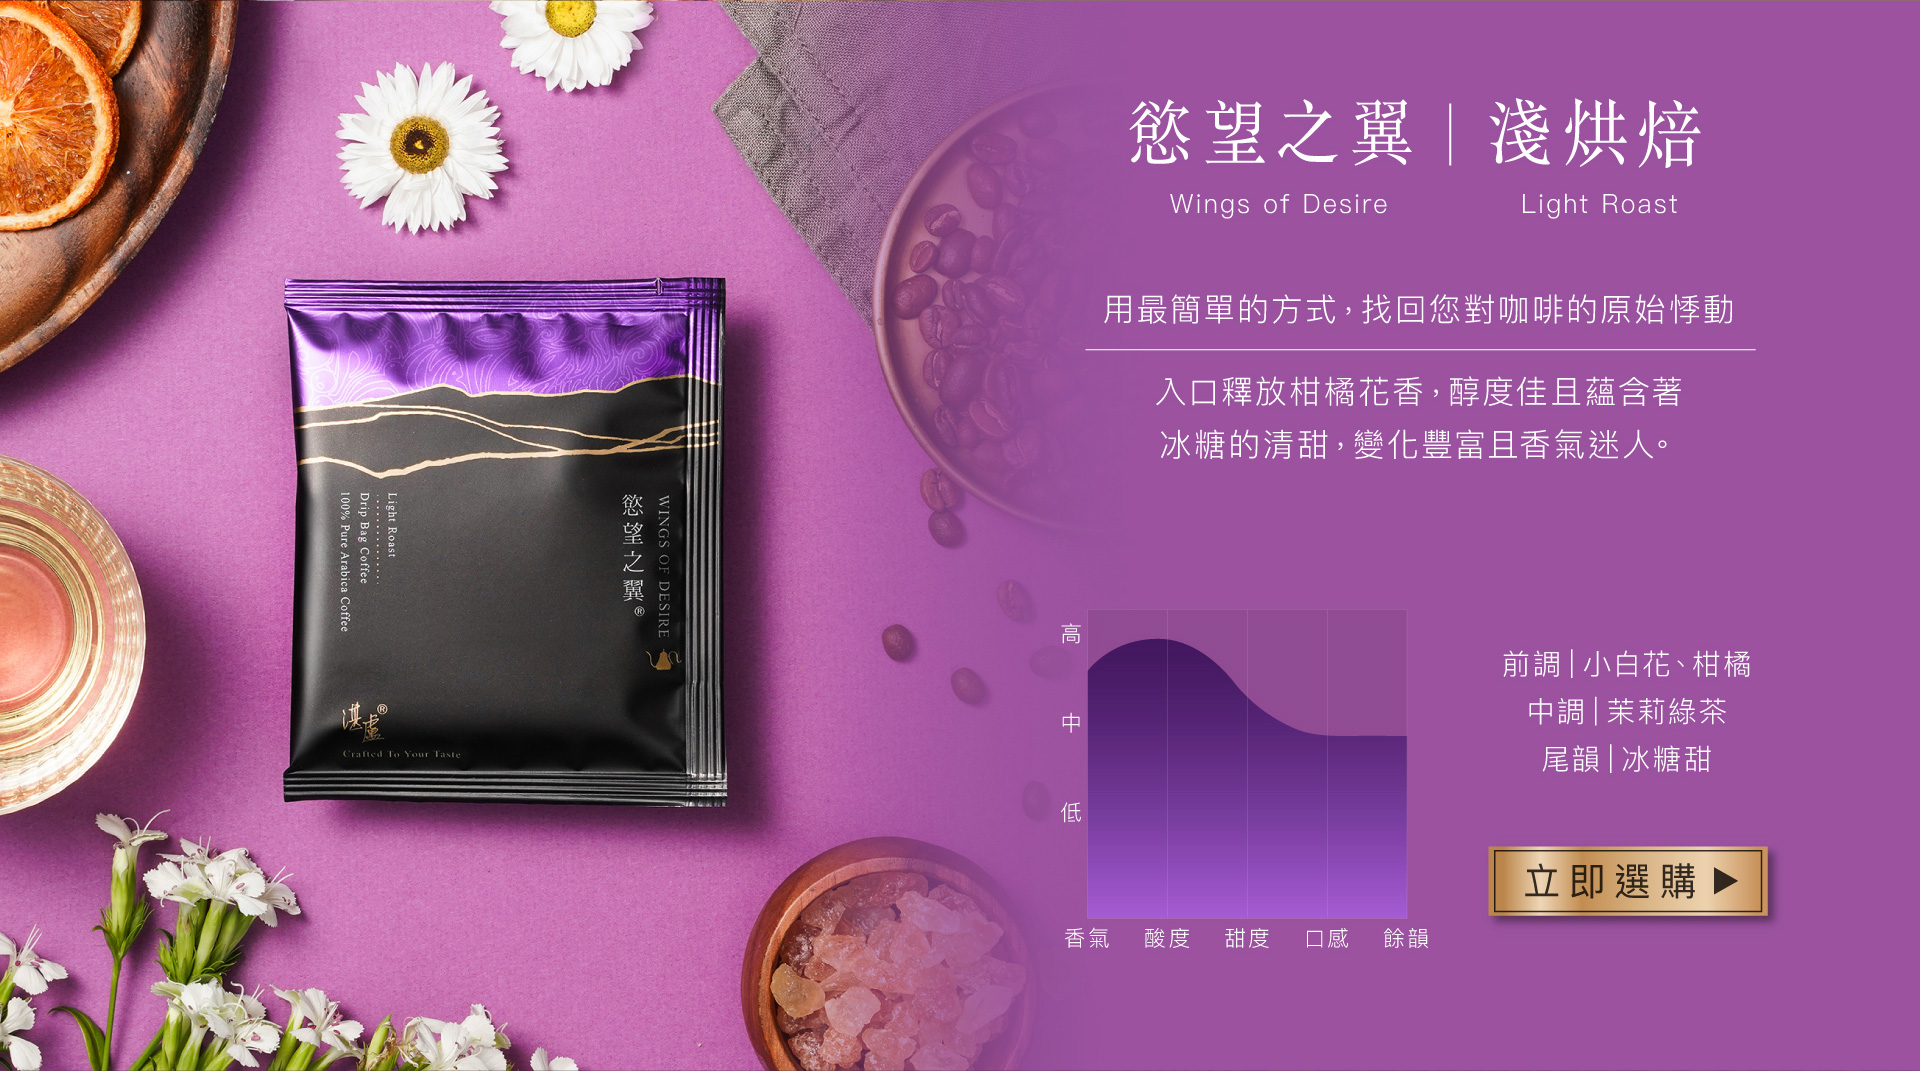 慾望之翼｜淺烘焙
Wings of Desire Light Roast
用最簡單的方式，找回您對咖啡的原始悸動
入口釋放柑橘花香，醇度佳且蘊含著
冰糖的清甜，變化豐富且香氣迷人。
高
中
低
香氣 酸度 甜度 口感 餘韻
前調｜小白花、柑橘
中調｜茉莉綠茶
尾韻｜冰糖甜
立即選購▶
WINGS OF DESIRE
慾望之翼®
Light Roast
Drip Bag Coffee
100% Pure Arabica Coffee
湛盧®
Crafted To Your Taste